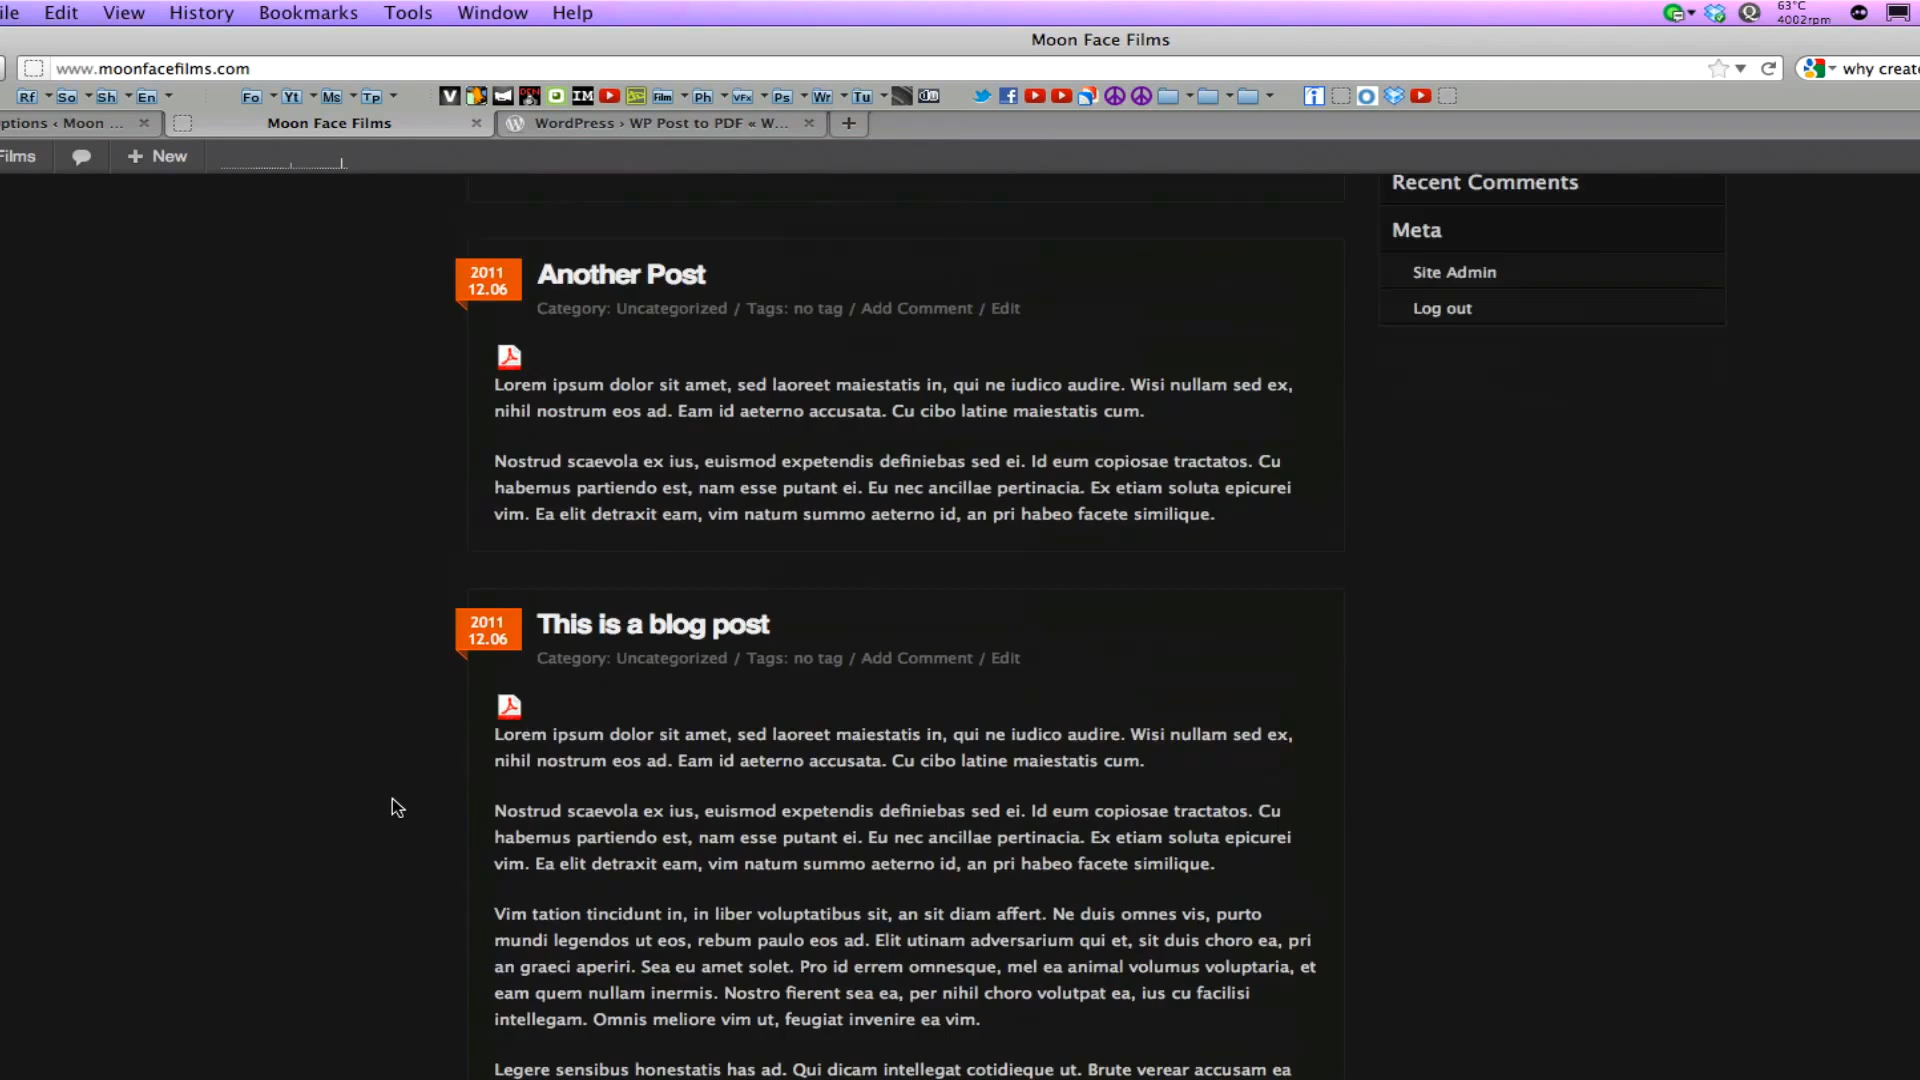 Edit View History Bookmarks Tools Window Help 63°C 4002rpm
Moon Face Films
www.moonfacefilms.com
Rf So Sh En Fo Yt Ms Tp Film Ph VFx Ps Wr Tu
ptions ‹ Moon ... Moon Face Films WordPress › WP Post to PDF « W... +
Films + New
Recent Comments
Meta
Site Admin
Log out
2011
12.06
Another Post
Category: Uncategorized / Tags: no tag / Add Comment / Edit
Lorem ipsum dolor sit amet, sed laoreet maiestatis in, qui ne iudico audire. Wisi nullam sed ex,
nihil nostrum eos ad. Eam id aeterno accusata. Cu cibo latine maiestatis cum.
Nostrud scaevola ex ius, euismod expetendis definiebas sed ei. Id eum copiosae tractatos. Cu
habemus partiendo est, nam esse putant ei. Eu nec ancillae pertinacia. Ex etiam soluta epicurei
vim. Ea elit detraxit eam, vim natum summo aeterno id, an pri habeo facete similique.
2011
12.06
This is a blog post
Category: Uncategorized / Tags: no tag / Add Comment / Edit
Lorem ipsum dolor sit amet, sed laoreet maiestatis in, qui ne iudico audire. Wisi nullam sed ex,
nihil nostrum eos ad. Eam id aeterno accusata. Cu cibo latine maiestatis cum.
Nostrud scaevola ex ius, euismod expetendis definiebas sed ei. Id eum copiosae tractatos. Cu
habemus partiendo est, nam esse putant ei. Eu nec ancillae pertinacia. Ex etiam soluta epicurei
vim. Ea elit detraxit eam, vim natum summo aeterno id, an pri habeo facete similique.
Vim tation tincidunt in, in liber voluptatibus sit, an sit diam affert. Ne duis omnes vis, purto
mundi legendos ut eos, rebum paulo eos ad. Elit utinam adversarium qui et, sit duis choro ea, pri
an graeci aperiri. Sea eu amet solet. Pro id errem omnesque, mel ea animal volumus voluptaria, et
eam quem nullam inermis. Nostro fierent sea ea, per nihil choro volutpat ea, ius cu facilisi
intellegam. Omnis meliore vim ut, feugiat invenire ea vim.
Legere sensibus honestatis has ad. Qui dicam intellegat cotidieque ut. Brute verear accusam ea